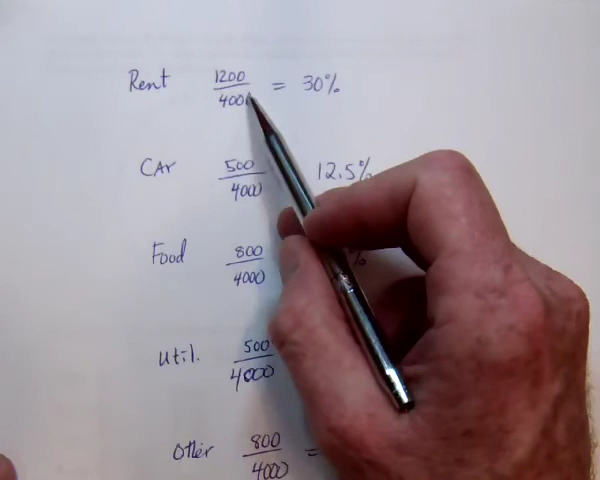 Rent 1200/4000 = 30%
CAr 500/4000 12.5%
Food 800/4000 %
Util. 500/4000
Other 800/4000 =